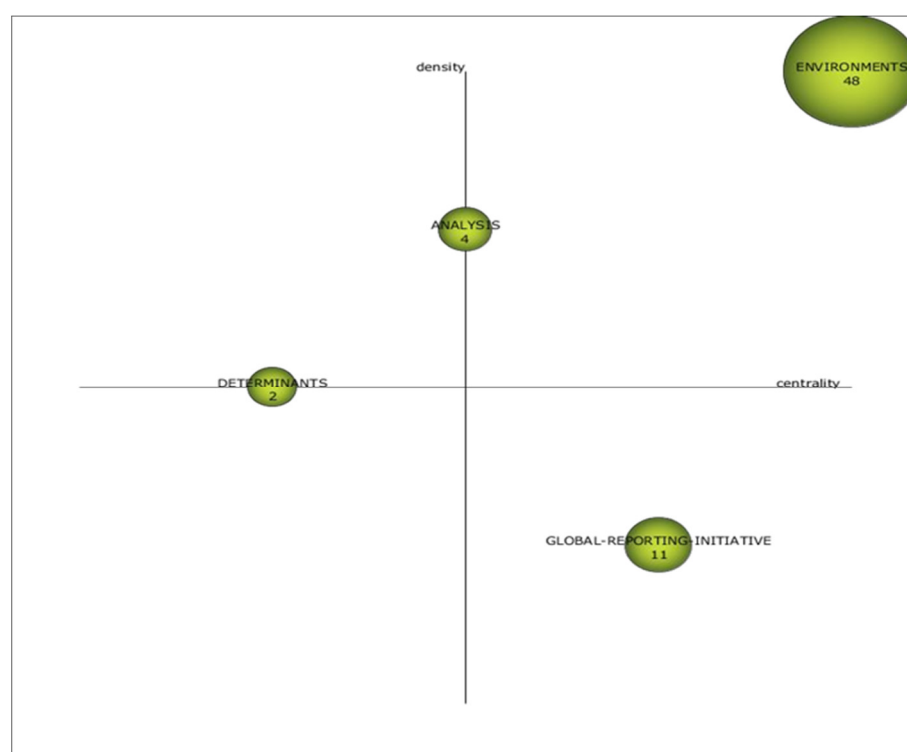 density
ENVIRONMENTS
48
ANALYSIS
4
DETERMINANTS
2
centrality
GLOBAL-REPORTING-INITIATIVE
11